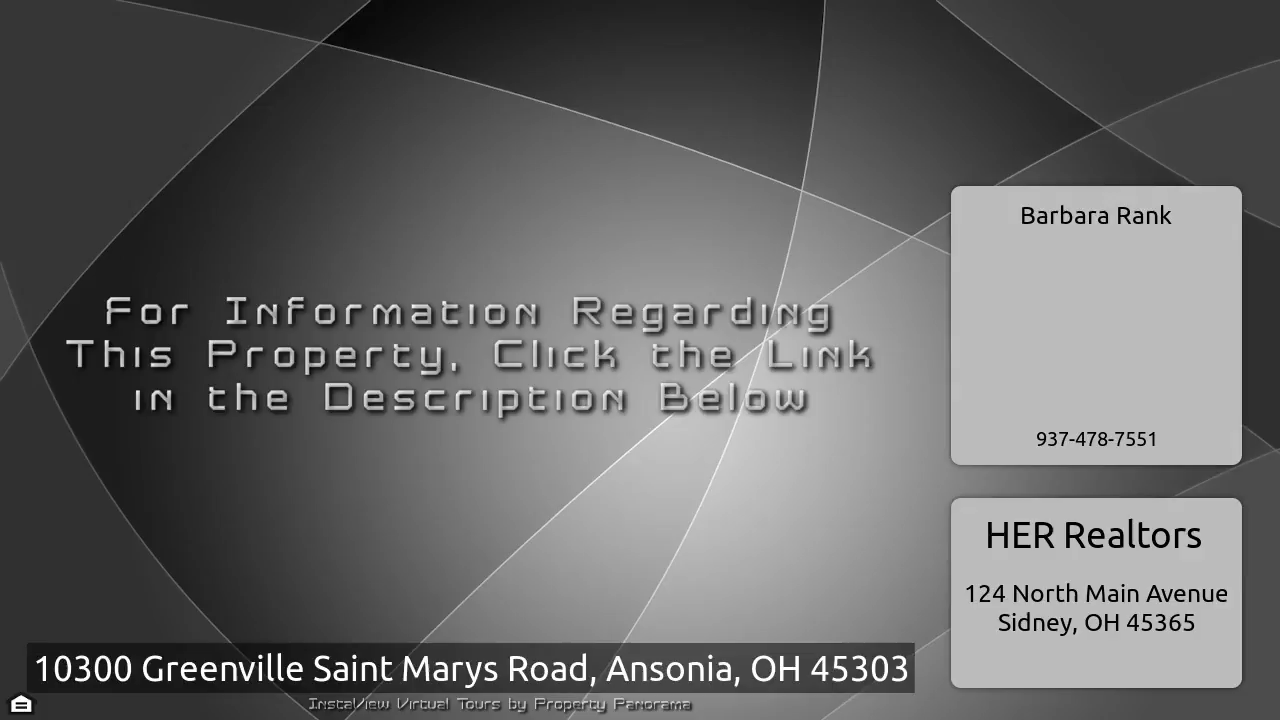 For Information Regarding
This Property, Click the Link
in the Description Below
Barbara Rank
937-478-7551
HER Realtors
124 North Main Avenue
Sidney, OH 45365
10300 Greenville Saint Marys Road, Ansonia, OH 45303
InstaView Virtual Tours by Property Panorama